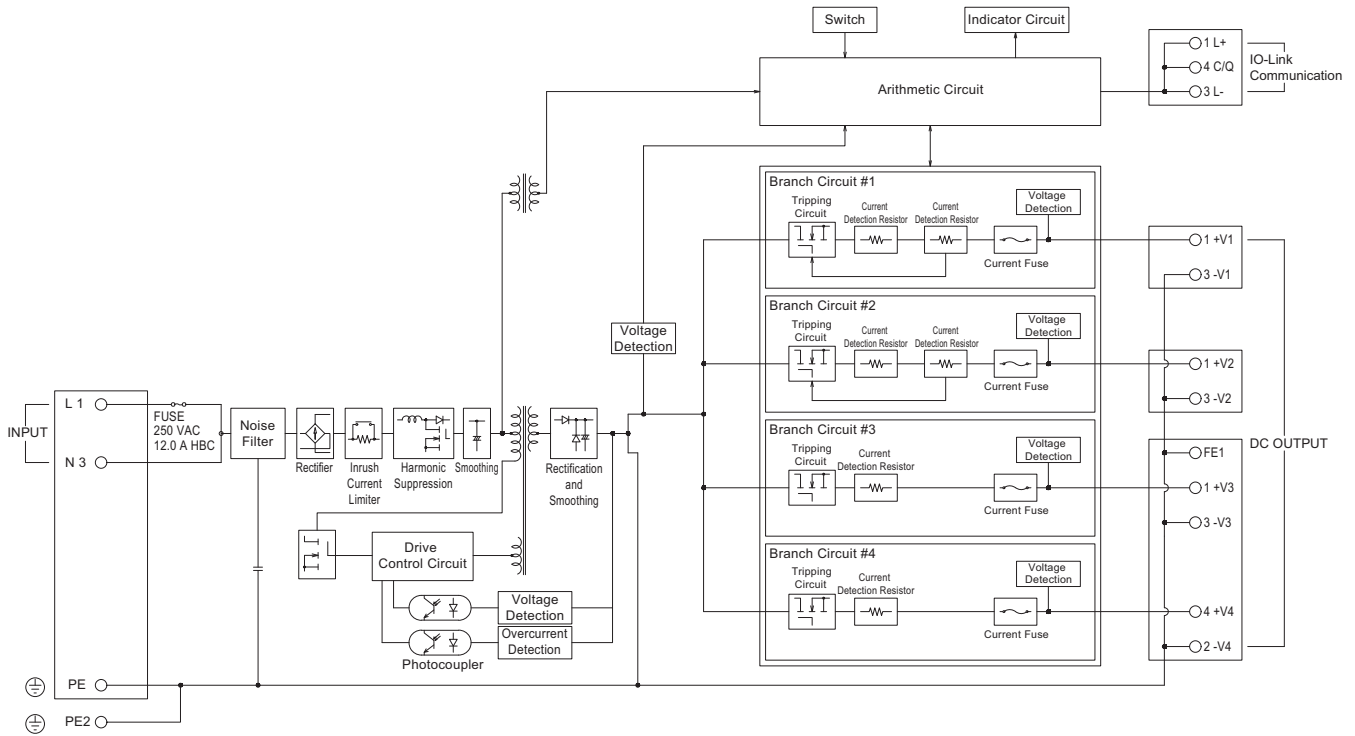 Switch
Indicator Circuit
Arithmetic Circuit
1 L+
4 C/Q
3 L-
IO-Link
Communication
Branch Circuit #1
Tripping
Circuit
Current
Detection Resistor
Current
Detection Resistor
Voltage
Detection
Current Fuse
1 +V1
3 -V1
Branch Circuit #2
Tripping
Circuit
Current
Detection Resistor
Current
Detection Resistor
Voltage
Detection
Current Fuse
1 +V2
3 -V2
Voltage
Detection
Branch Circuit #3
Tripping
Circuit
Current
Detection Resistor
Voltage
Detection
Current Fuse
FE1
1 +V3
3 -V3
DC OUTPUT
Branch Circuit #4
Tripping
Circuit
Current
Detection Resistor
Voltage
Detection
Current Fuse
4 +V4
2 -V4
INPUT
L 1
N 3
FUSE
250 VAC
12.0 A HBC
Noise
Filter
Rectifier
Inrush
Current
Limiter
Harmonic
Suppression
Smoothing
Rectification
and
Smoothing
Drive
Control Circuit
Voltage
Detection
Overcurrent
Detection
Photocoupler
PE
PE2